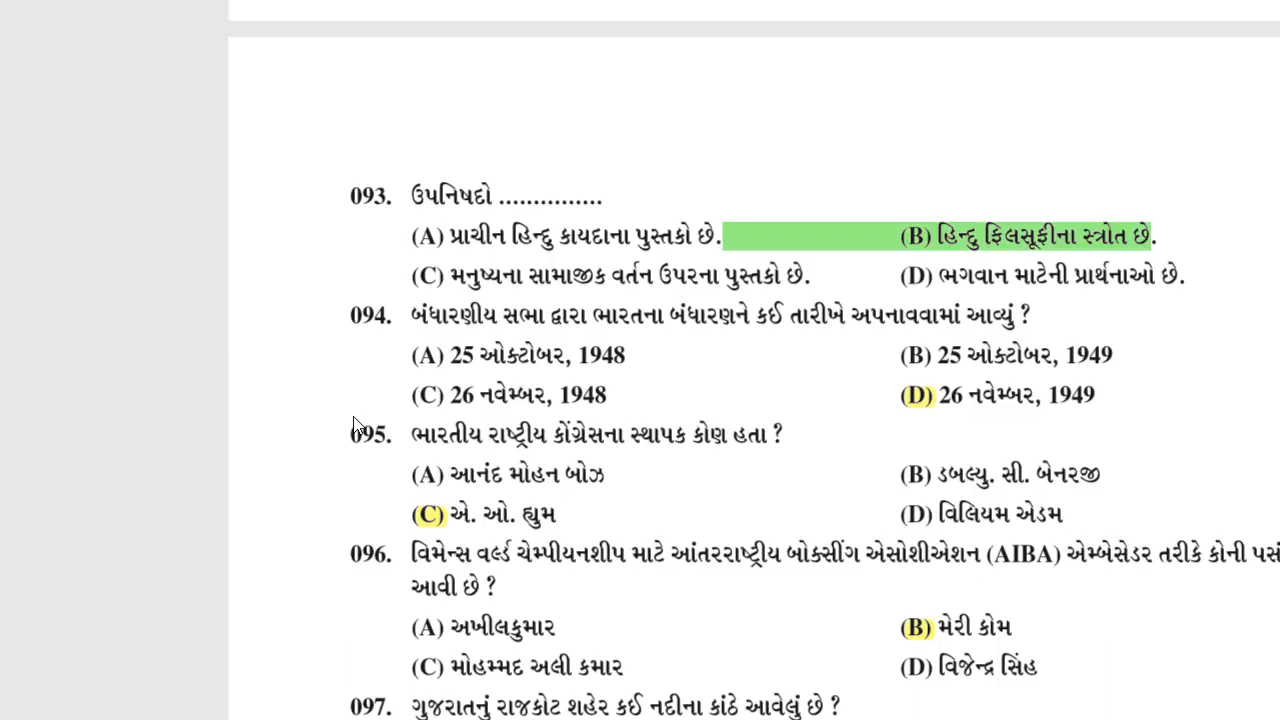 093. ઉપનિષદો ...............
(A) પ્રાચીન હિન્દુ કાયદાના પુસ્તકો છે. (B) હિન્દુ ફિલસૂફીના સ્ત્રોત છે.
(C) મનુષ્યના સામાજીક વર્તન ઉપરના પુસ્તકો છે. (D) ભગવાન માટેની પ્રાર્થનાઓ છે.
094. બંધારણીય સભા દ્વારા ભારતના બંધારણને કઈ તારીખે અપનાવવામાં આવ્યું ?
(A) 25 ઓક્ટોબર, 1948 (B) 25 ઓક્ટોબર, 1949
(C) 26 નવેમ્બર, 1948 (D) 26 નવેમ્બર, 1949
095. ભારતીય રાષ્ટ્રીય કોંગ્રેસના સ્થાપક કોણ હતા ?
(A) આનંદ મોહન બોઝ (B) ડબલ્યુ. સી. બેનરજી
(C) એ. ઓ. હ્યુમ (D) વિલિયમ એડમ
096. વિમેન્સ વર્લ્ડ ચેમ્પીયનશીપ માટે આંતરરાષ્ટ્રીય બોક્સીંગ એસોશીએશન (AIBA) એમ્બેસેડર તરીકે કોની
આવી છે ?
(A) અખીલકુમાર (B) મેરી કોમ
(C) મોહમ્મદ અલી કમાર (D) વિજેન્દ્ર સિંહ
097. ગુજરાતનું રાજકોટ શહેર કઈ નદીના કાંઠે આવેલું છે ?